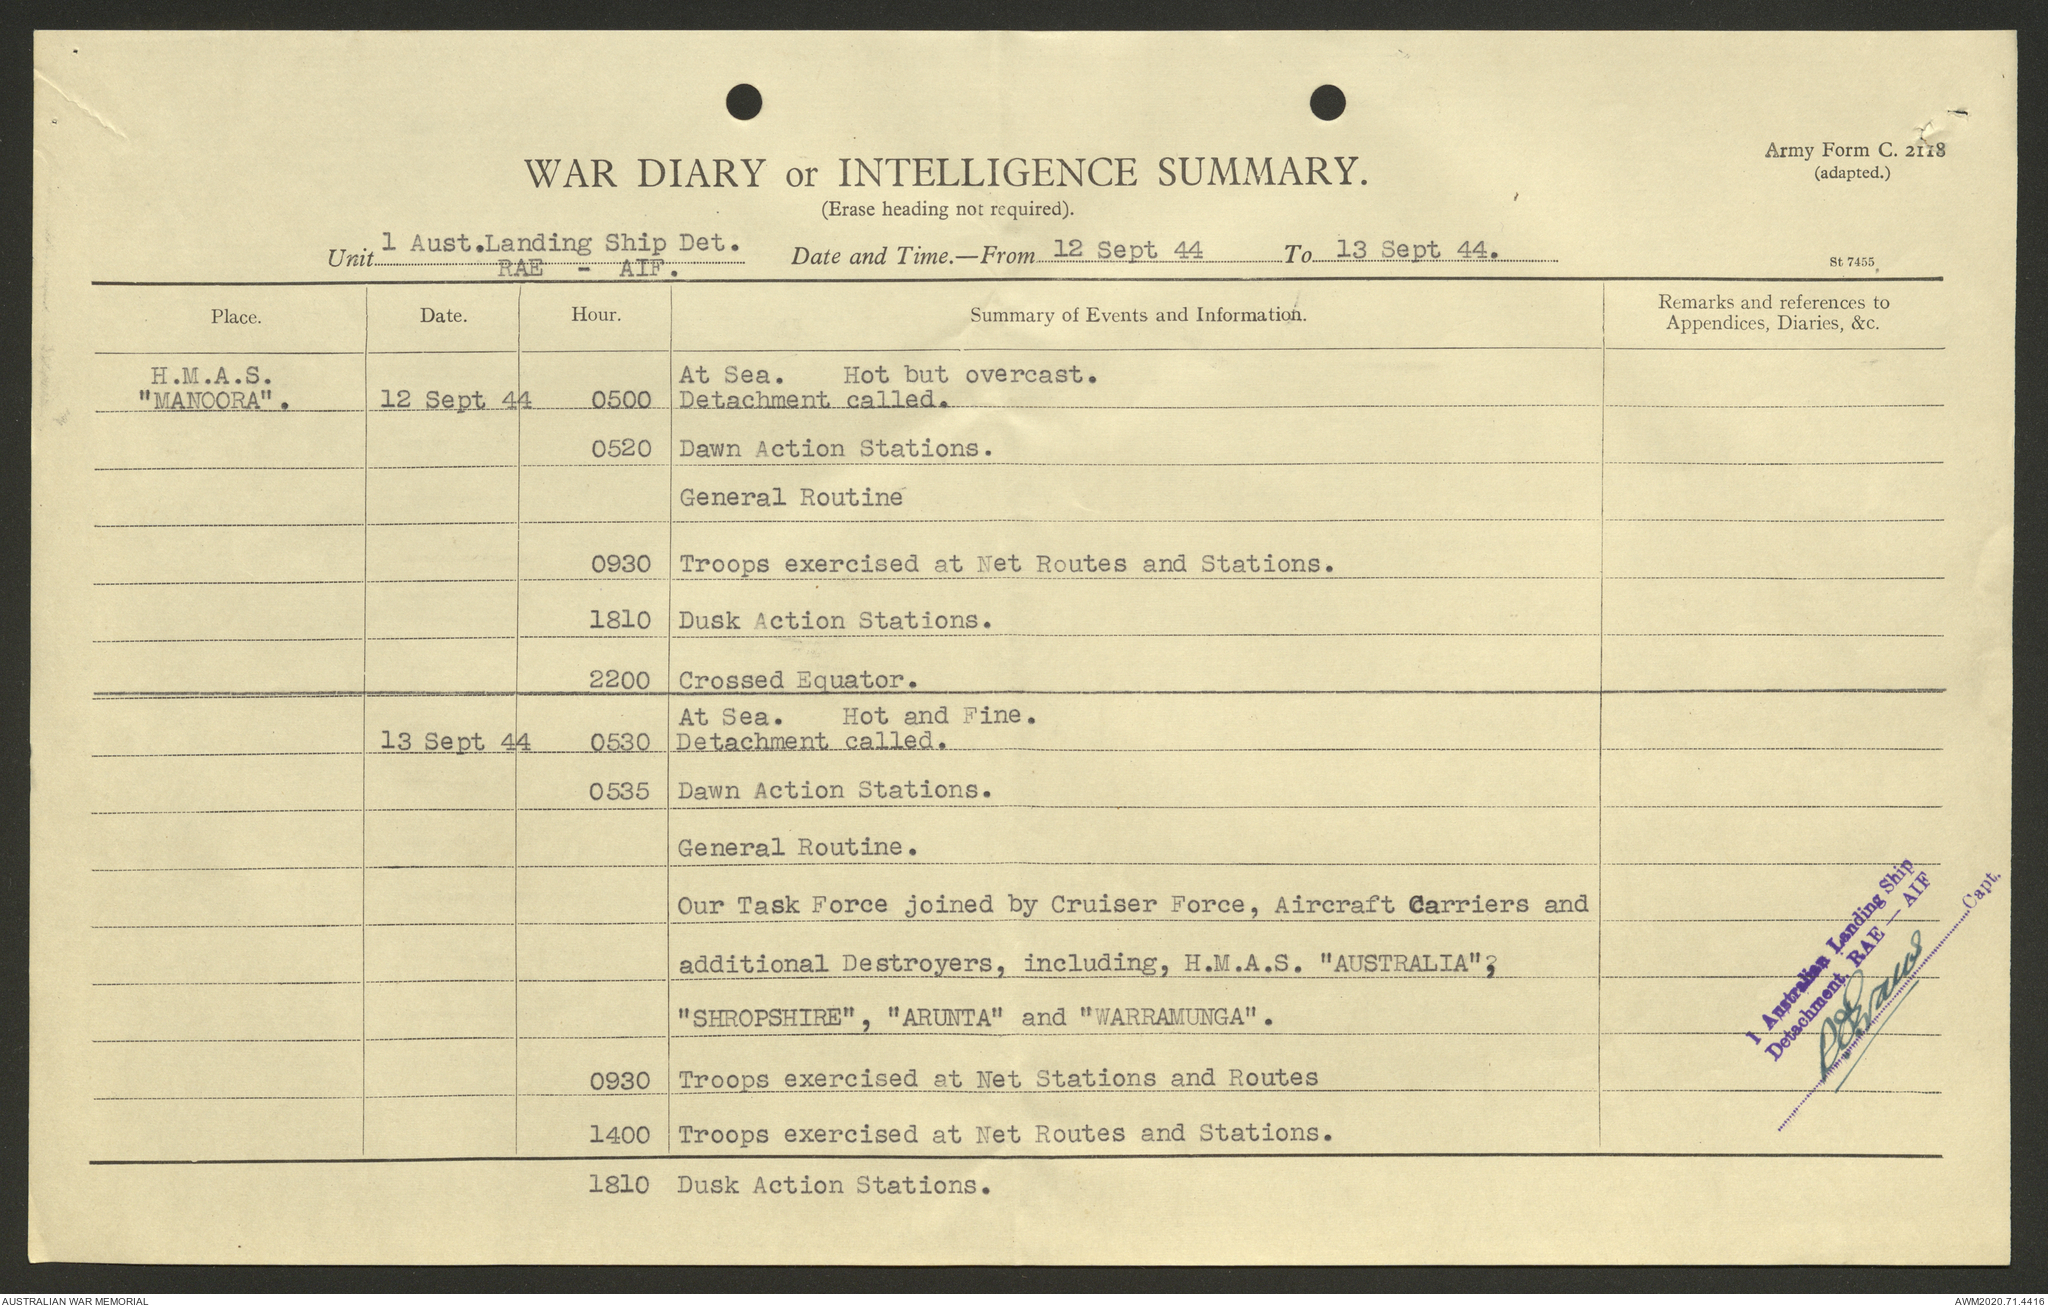 Army Form C. 2118
(adapted.)
WAR DIARY or INTELLIGENCE SUMMARY.
(Erase heading not required).
Unit 1 Aust.Landing Ship Det. Date and Time.—From 12 Sept 44 To 13 Sept 44.
RAE - AIF.
St 7455.
Place. Date. Hour. Summary of Events and Information. Remarks and references to
Appendices, Diaries, &c.
H.M.A.S. At Sea. Hot but overcast.
"MANOORA". 12 Sept 44 0500 Detachment called.
0520 Dawn Action Stations.
General Routine
0930 Troops exercised at Net Routes and Stations.
1810 Dusk Action Stations.
2200 Crossed Equator.
At Sea. Hot and Fine.
13 Sept 44 0530 Detachment called.
0535 Dawn Action Stations.
General Routine.
Our Task Force joined by Cruiser Force, Aircraft Carriers and
additional Destroyers, including, H.M.A.S. "AUSTRALIA",
"SHROPSHIRE", "ARUNTA" and "WARRAMUNGA".
0930 Troops exercised at Net Stations and Routes
1400 Troops exercised at Net Routes and Stations.
1810 Dusk Action Stations.
1 Australian Landing Ship
Detachment. RAE — AIF
Capt.
AUSTRALIAN WAR MEMORIAL
AWM2020.71.4416